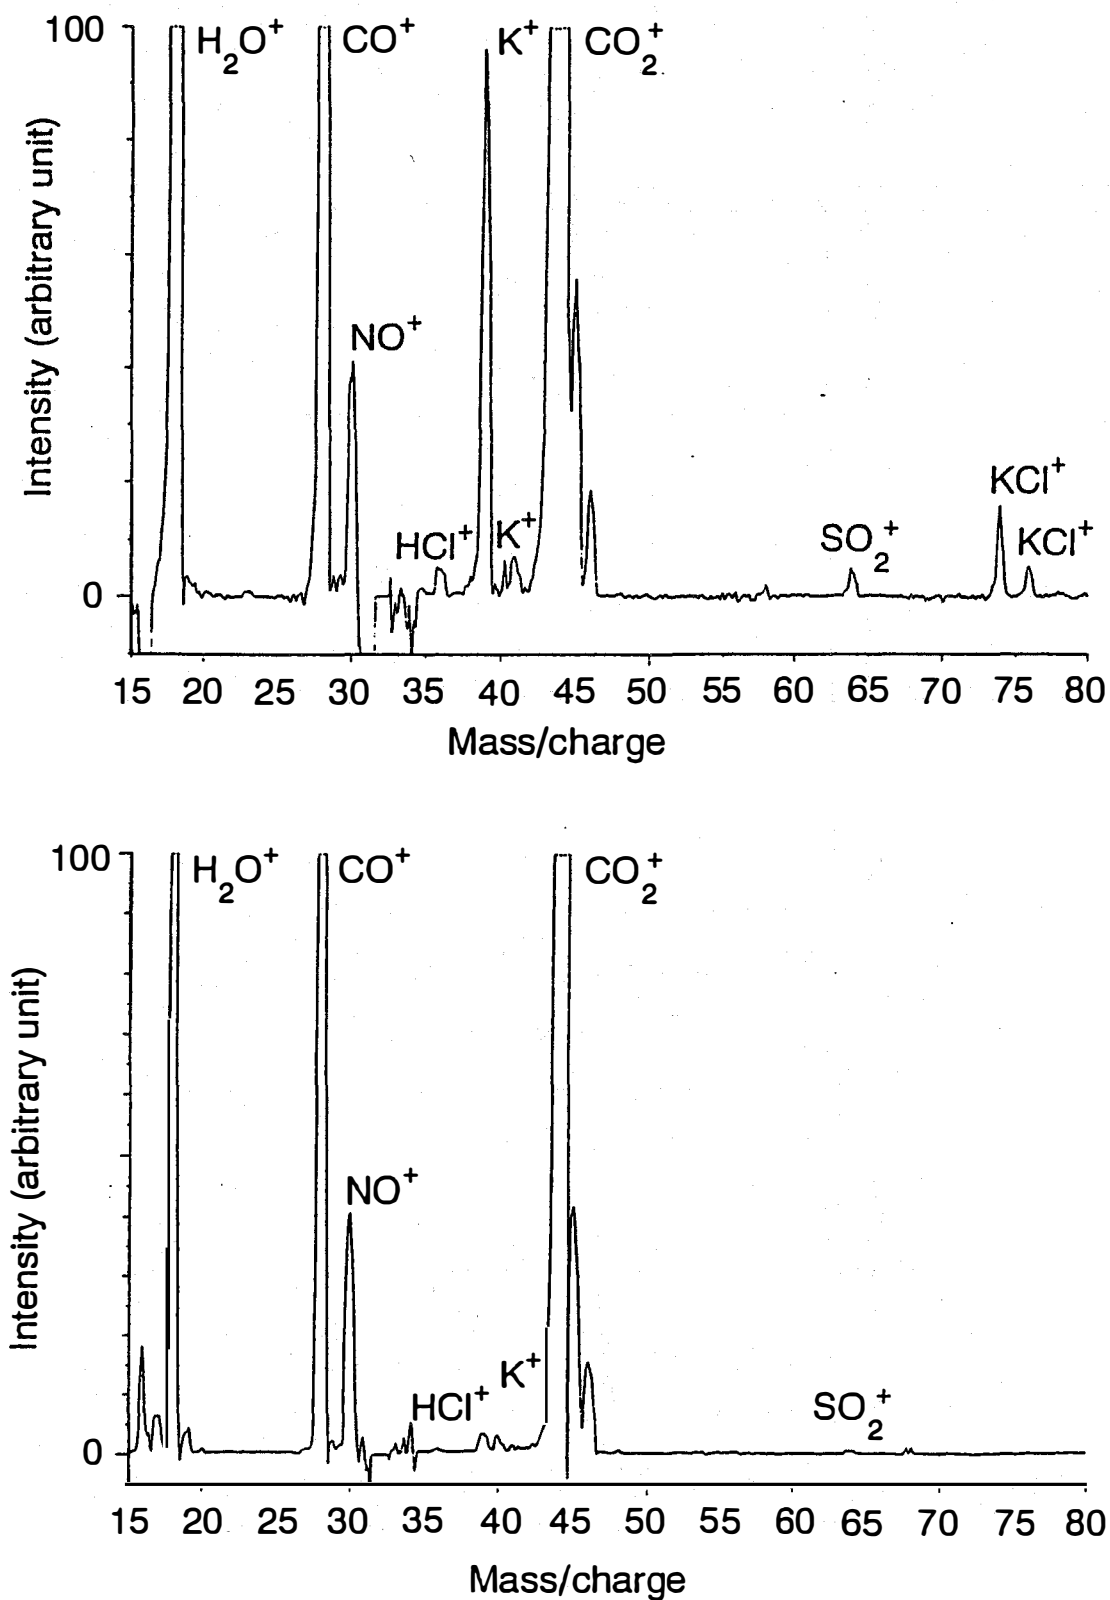 100
H₂O⁺ CO⁺ K⁺ CO₂⁺
NO⁺
HCl⁺ K⁺
SO₂⁺
KCl⁺
KCl⁺
0
Intensity (arbitrary unit)
15 20 25 30 35 40 45 50 55 60 65 70 75 80
Mass/charge
100
H₂O⁺ CO⁺ CO₂⁺
NO⁺
K⁺
HCl⁺
SO₂⁺
0
Intensity (arbitrary unit)
15 20 25 30 35 40 45 50 55 60 65 70 75 80
Mass/charge